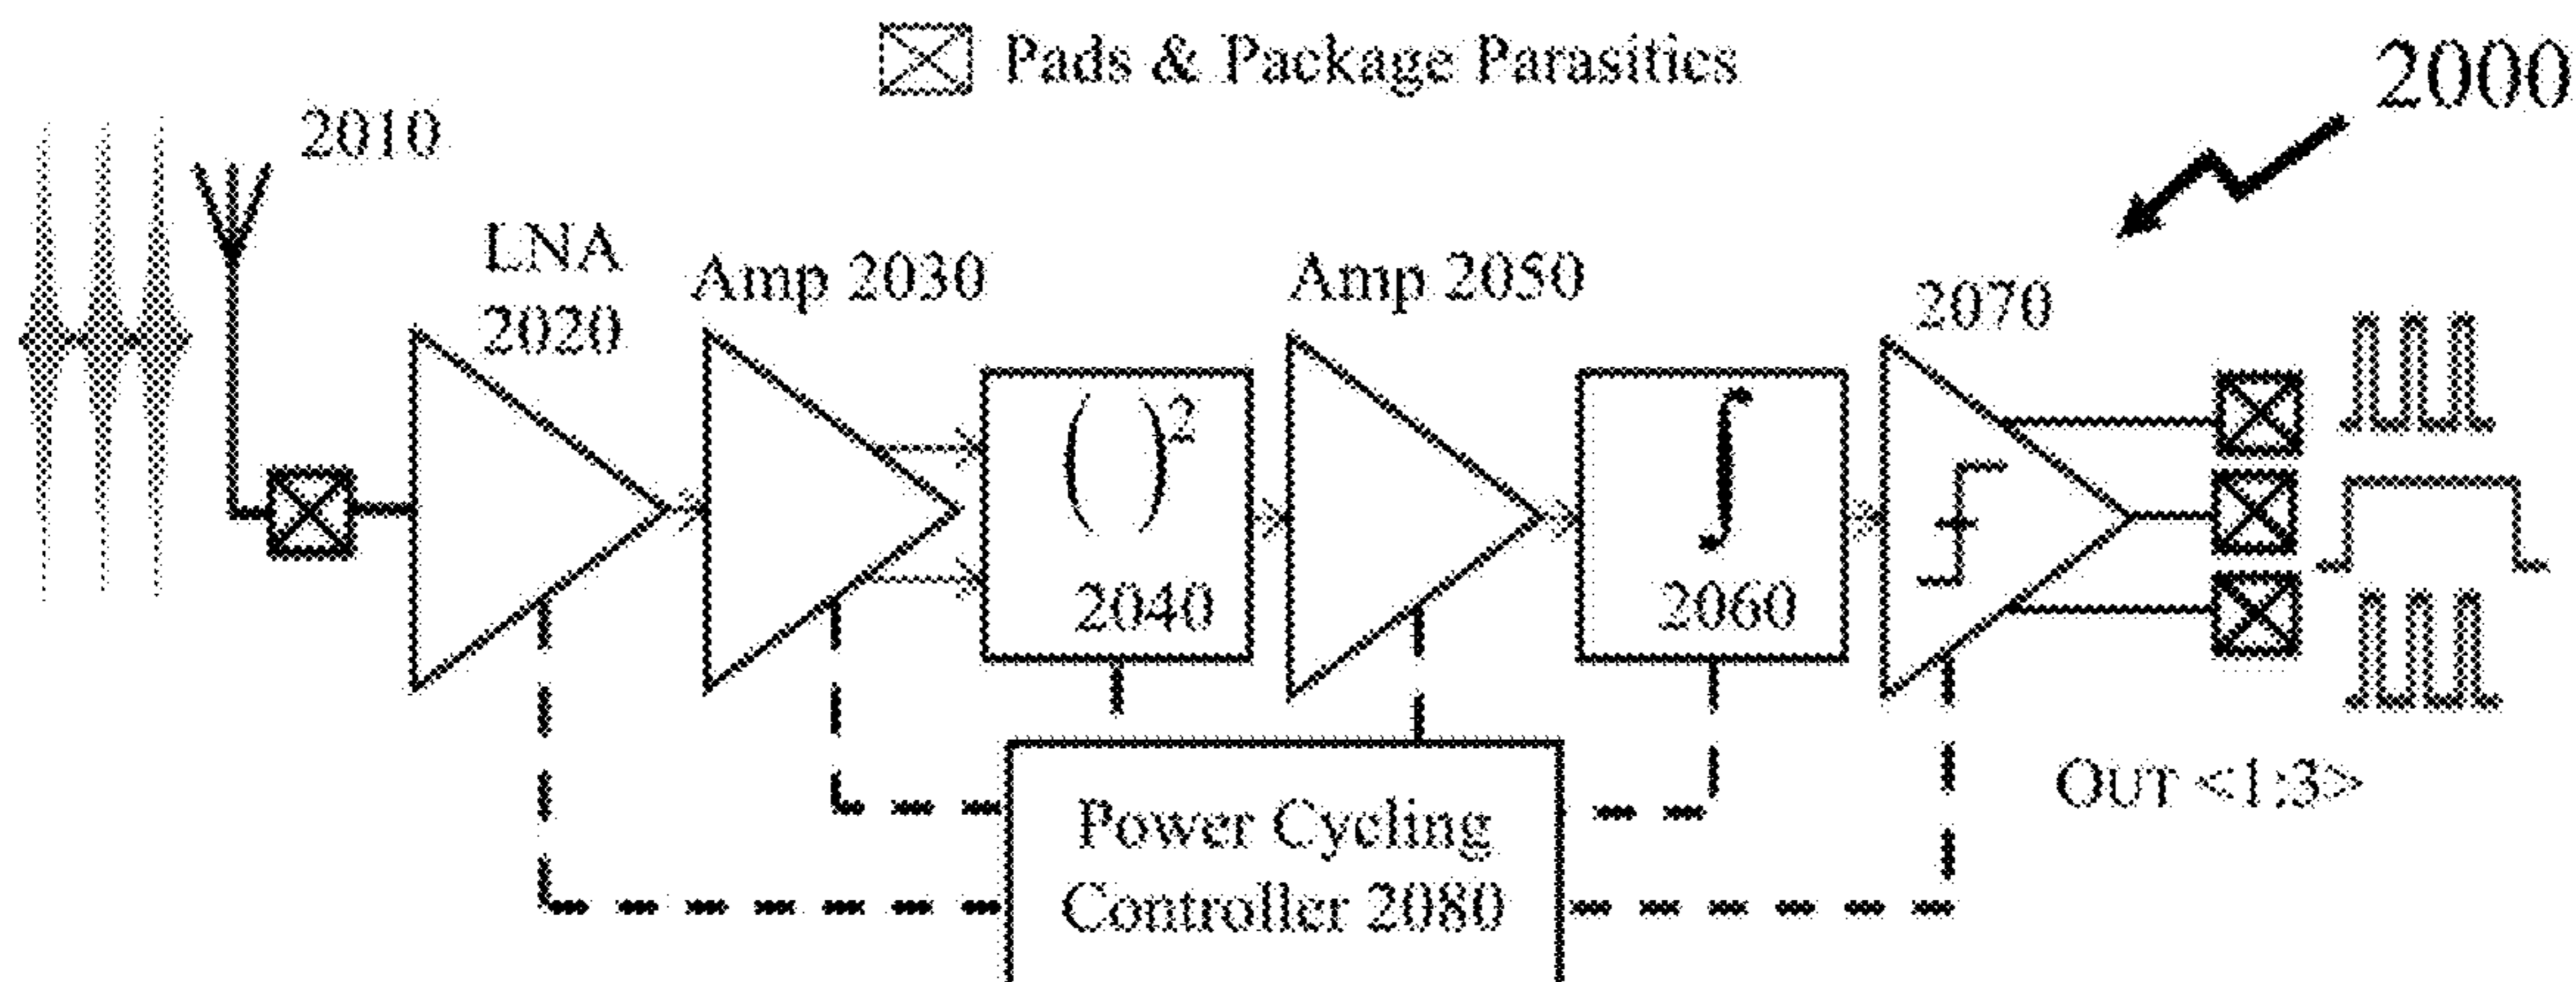 Pads & Package Parasitics
2000
2010
LNA
2020
Amp 2030
Amp 2050
2070
( )²
2040
∫
2060
Power Cycling
Controller 2080
OUT <1:3>